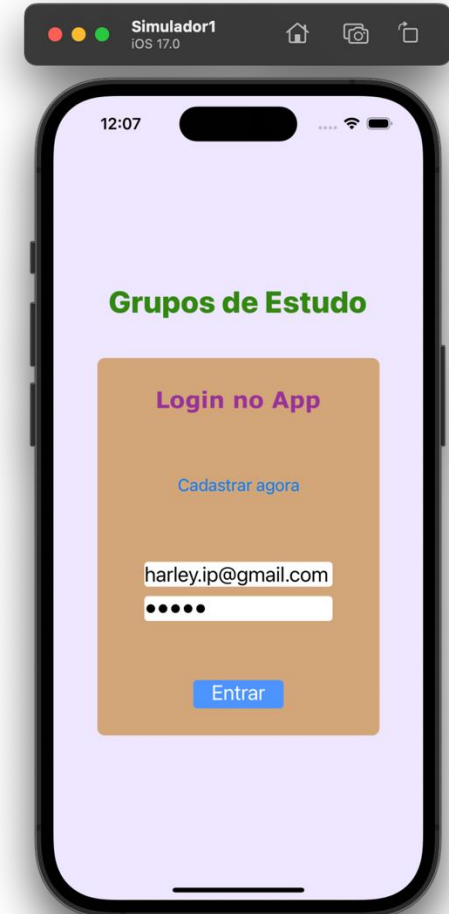 Simulador1
iOS 17.0
12:07
Grupos de Estudo
Login no App
Cadastrar agora
harley.ip@gmail.com
•••••
Entrar